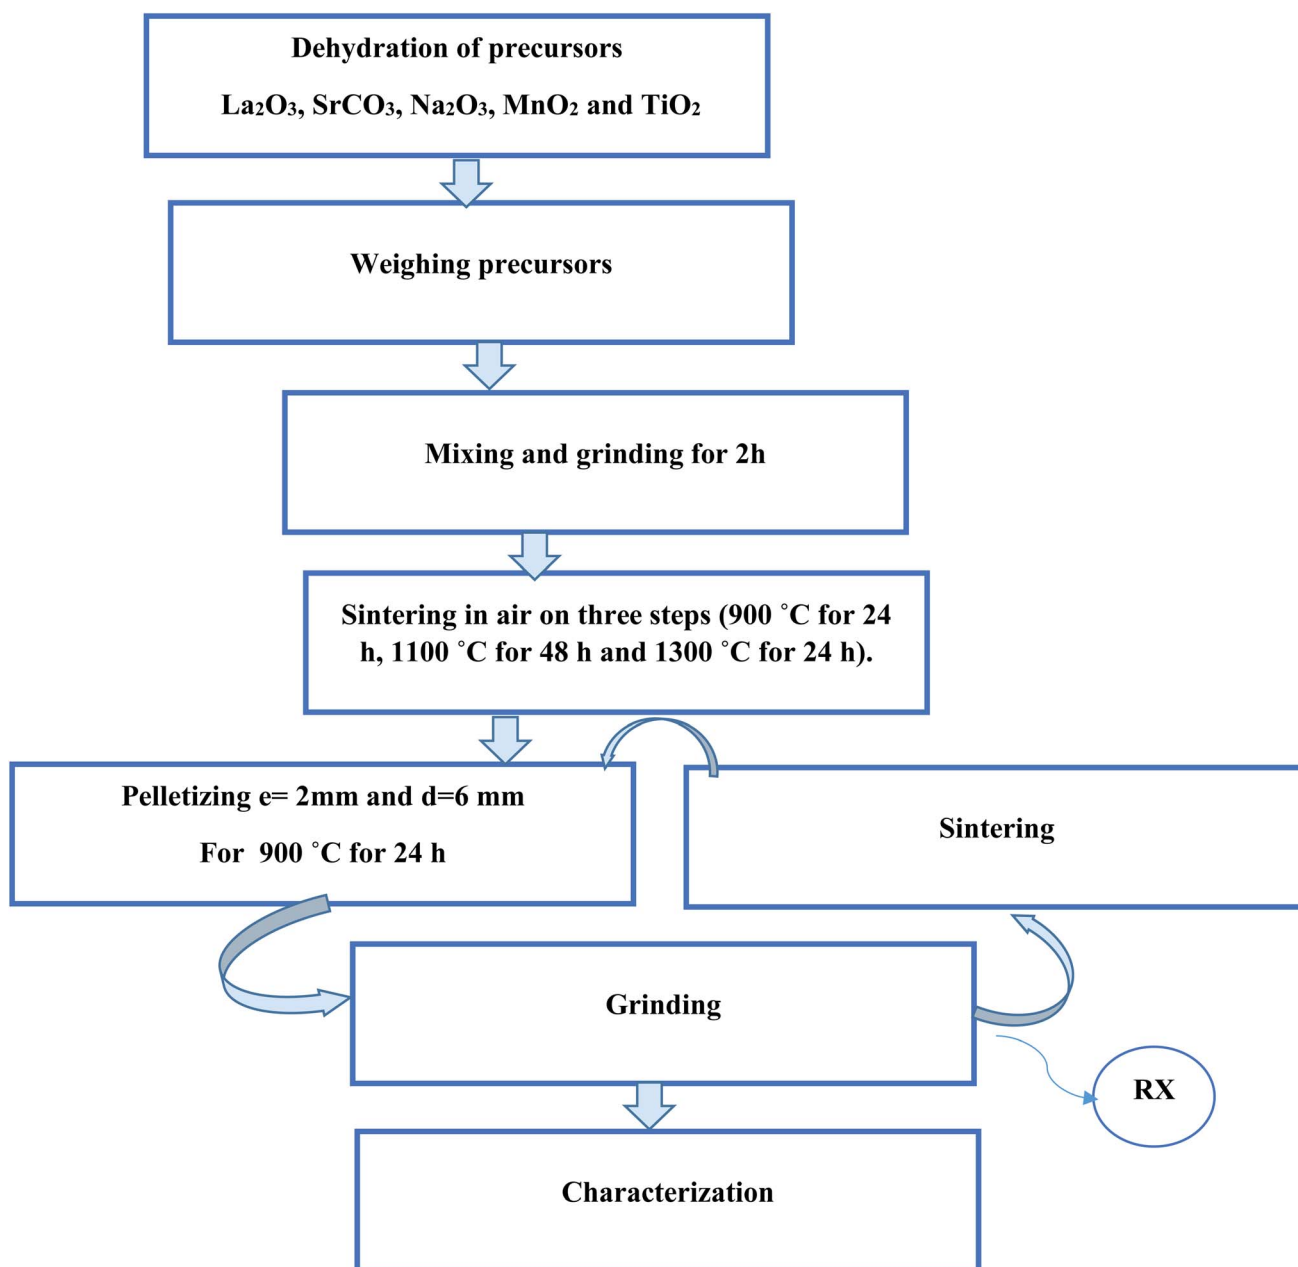 Dehydration of precursors
La₂O₃, SrCO₃, Na₂O₃, MnO₂ and TiO₂
Weighing precursors
Mixing and grinding for 2h
Sintering in air on three steps (900 ˚C for 24
h, 1100 ˚C for 48 h and 1300 ˚C for 24 h).
Pelletizing e= 2mm and d=6 mm
For 900 ˚C for 24 h
Sintering
Grinding
RX
Characterization